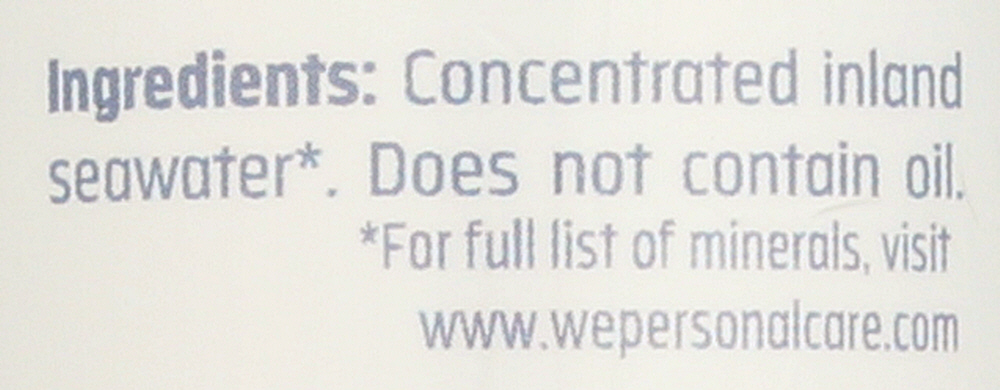 Ingredients: Concentrated inland
seawater*. Does not contain oil.
*For full list of minerals, visit
www.wepersonalcare.com